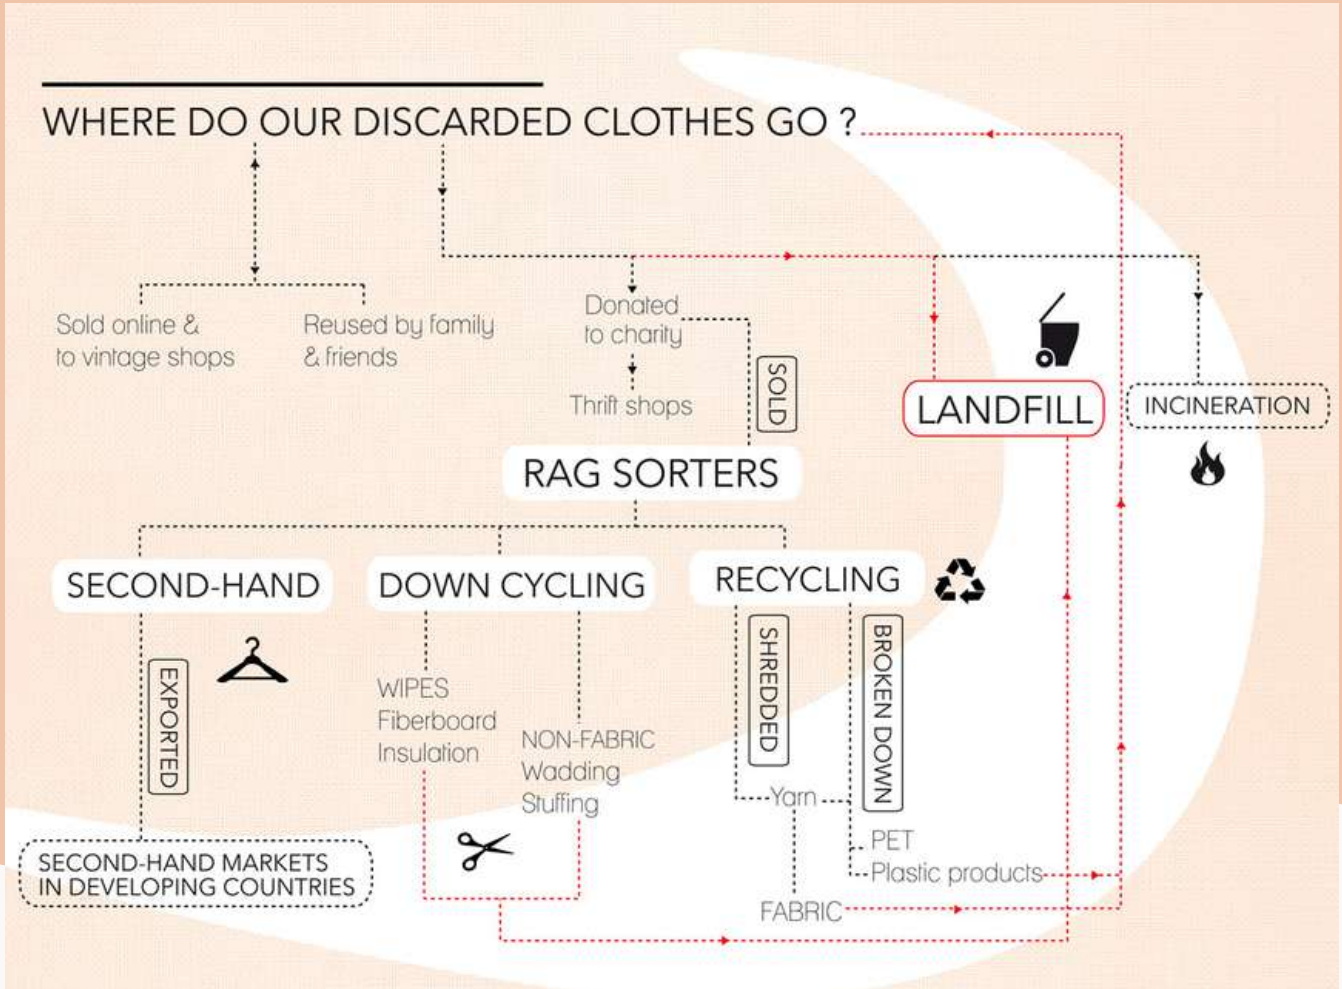 WHERE DO OUR DISCARDED CLOTHES GO ?
Sold online &
to vintage shops
Reused by family
& friends
Donated
to charity
Thrift shops
SOLD
LANDFILL
INCINERATION
RAG SORTERS
SECOND-HAND
DOWN CYCLING
RECYCLING
EXPORTED
WIPES
Fiberboard
Insulation
NON-FABRIC
Wadding
Stuffing
SHREDDED
BROKEN DOWN
Yarn
PET
Plastic products
FABRIC
SECOND-HAND MARKETS
IN DEVELOPING COUNTRIES